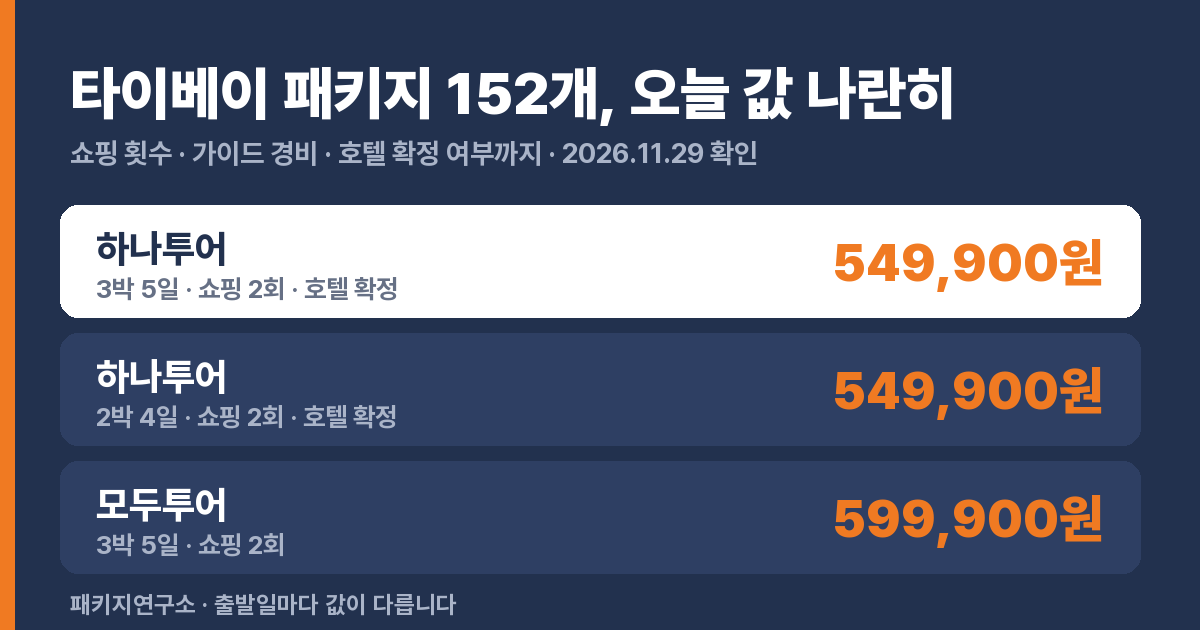 타이베이 패키지 152개, 오늘 값 나란히
쇼핑 횟수 · 가이드 경비 · 호텔 확정 여부까지 · 2026.11.29 확인
하나투어
549,900원
3박 5일 · 쇼핑 2회 · 호텔 확정
하나투어
549,900원
2박 4일 · 쇼핑 2회 · 호텔 확정
모두투어
599,900원
3박 5일 · 쇼핑 2회
패키지연구소 · 출발일마다 값이 다릅니다